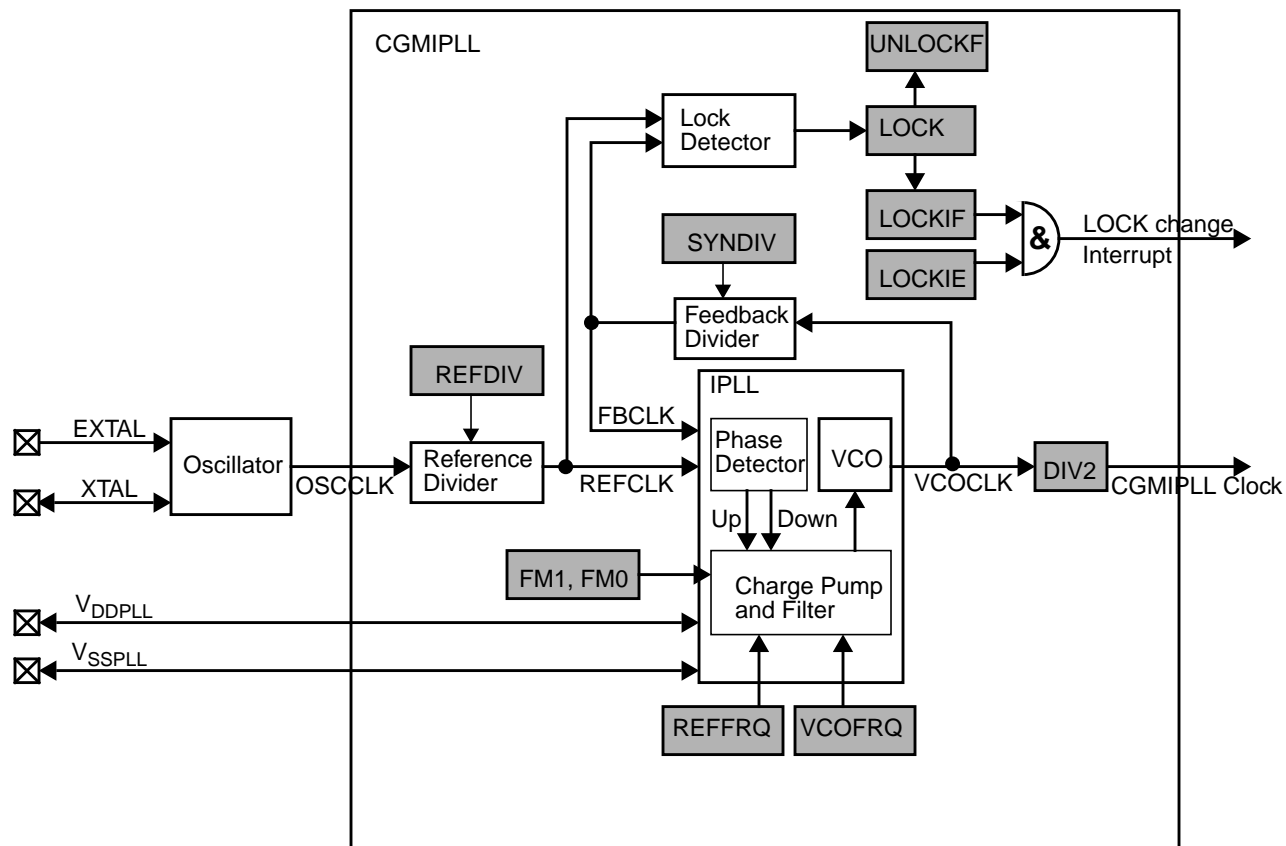 CGMIPLL
UNLOCKF
Lock
Detector
LOCK
LOCKIF
&
LOCK change
Interrupt
LOCKIE
SYNDIV
Feedback
Divider
REFDIV
IPLL
FBCLK
EXTAL
Oscillator
OSCCLK
Reference
Divider
REFCLK
Phase
Detector
VCO
VCOCLK
DIV2
CGMIPLL Clock
XTAL
Up
Down
FM1, FM0
Charge Pump
and Filter
VDDPLL
VSSPLL
REFFRQ
VCOFRQ